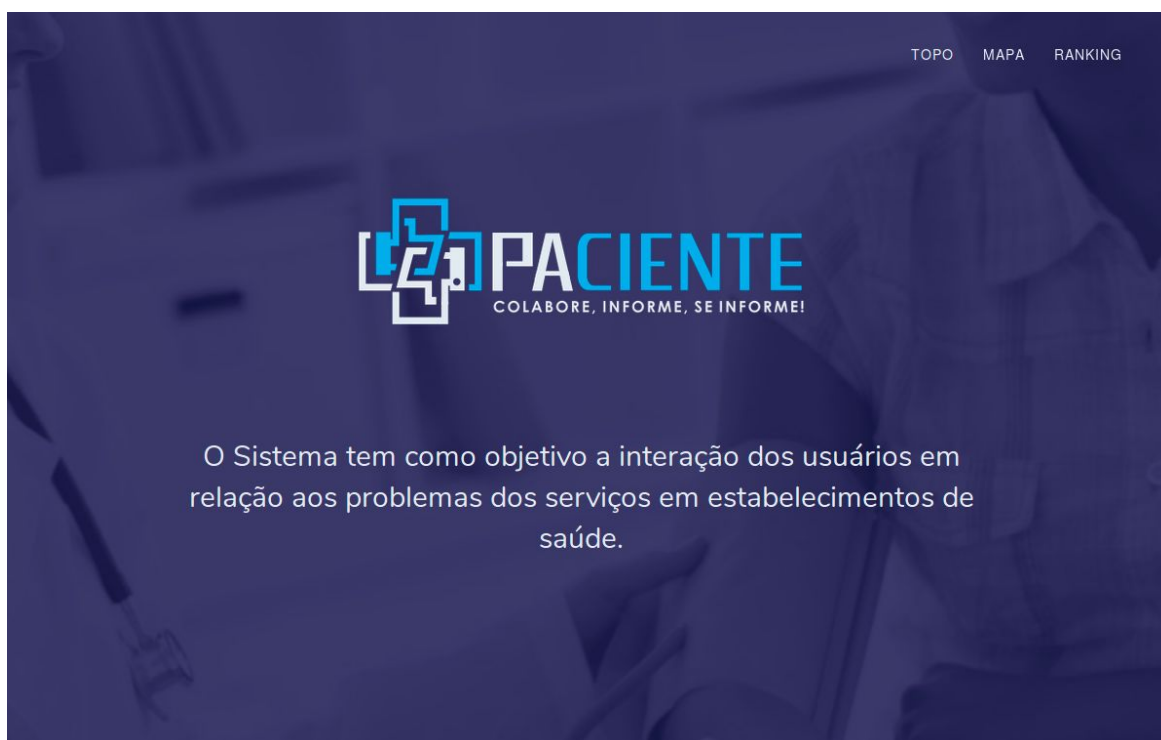 TOPO MAPA RANKING
PACIENTE
COLABORE, INFORME, SE INFORME!
O Sistema tem como objetivo a interação dos usuários em
relação aos problemas dos serviços em estabelecimentos de
saúde.